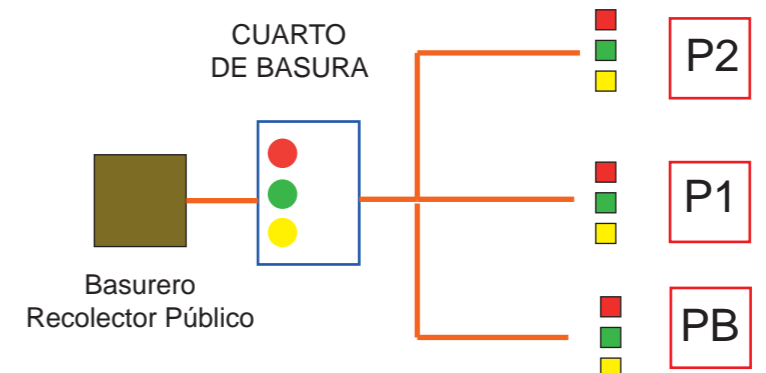 CUARTO
DE BASURA
P2
P1
Basurero
Recolector Público
PB